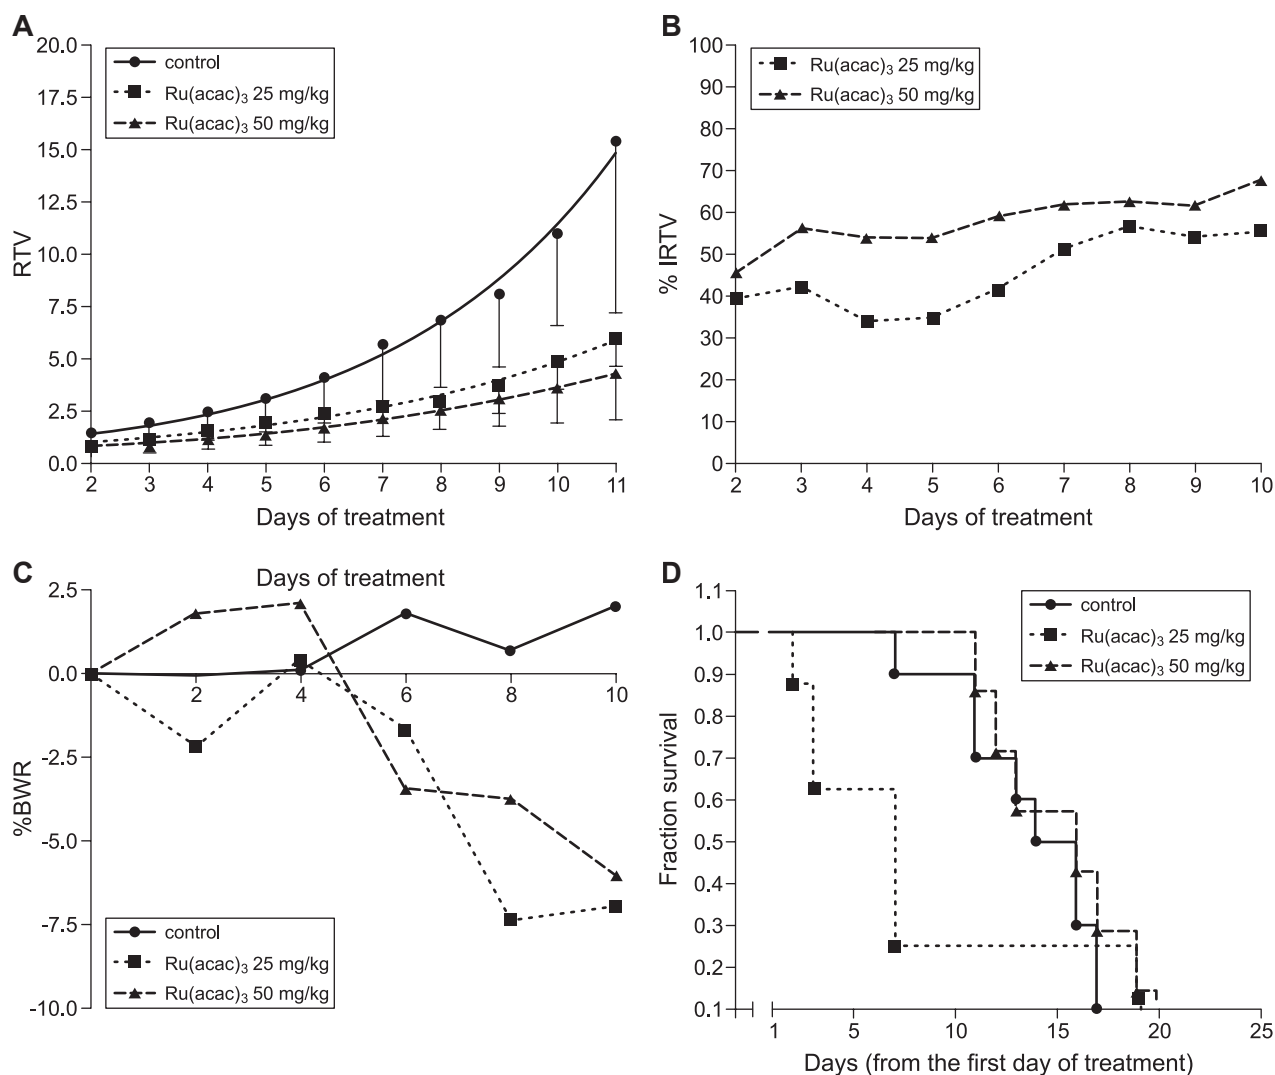 A
20.0
17.5
15.0
12.5
10.0
7.5
5.0
2.5
0.0
RTV
control
Ru(acac)₃ 25 mg/kg
Ru(acac)₃ 50 mg/kg
2 3 4 5 6 7 8 9 10 11
Days of treatment
B
100
90
80
70
60
50
40
30
20
10
0
% IRTV
Ru(acac)₃ 25 mg/kg
Ru(acac)₃ 50 mg/kg
2 3 4 5 6 7 8 9 10
Days of treatment
C
Days of treatment
2.5
0.0
-2.5
-5.0
-7.5
-10.0
%BWR
2 4 6 8 10
control
Ru(acac)₃ 25 mg/kg
Ru(acac)₃ 50 mg/kg
D
1.1
1.0
0.9
0.8
0.7
0.6
0.5
0.4
0.3
0.2
0.1
Fraction survival
control
Ru(acac)₃ 25 mg/kg
Ru(acac)₃ 50 mg/kg
1 5 10 15 20 25
Days (from the first day of treatment)